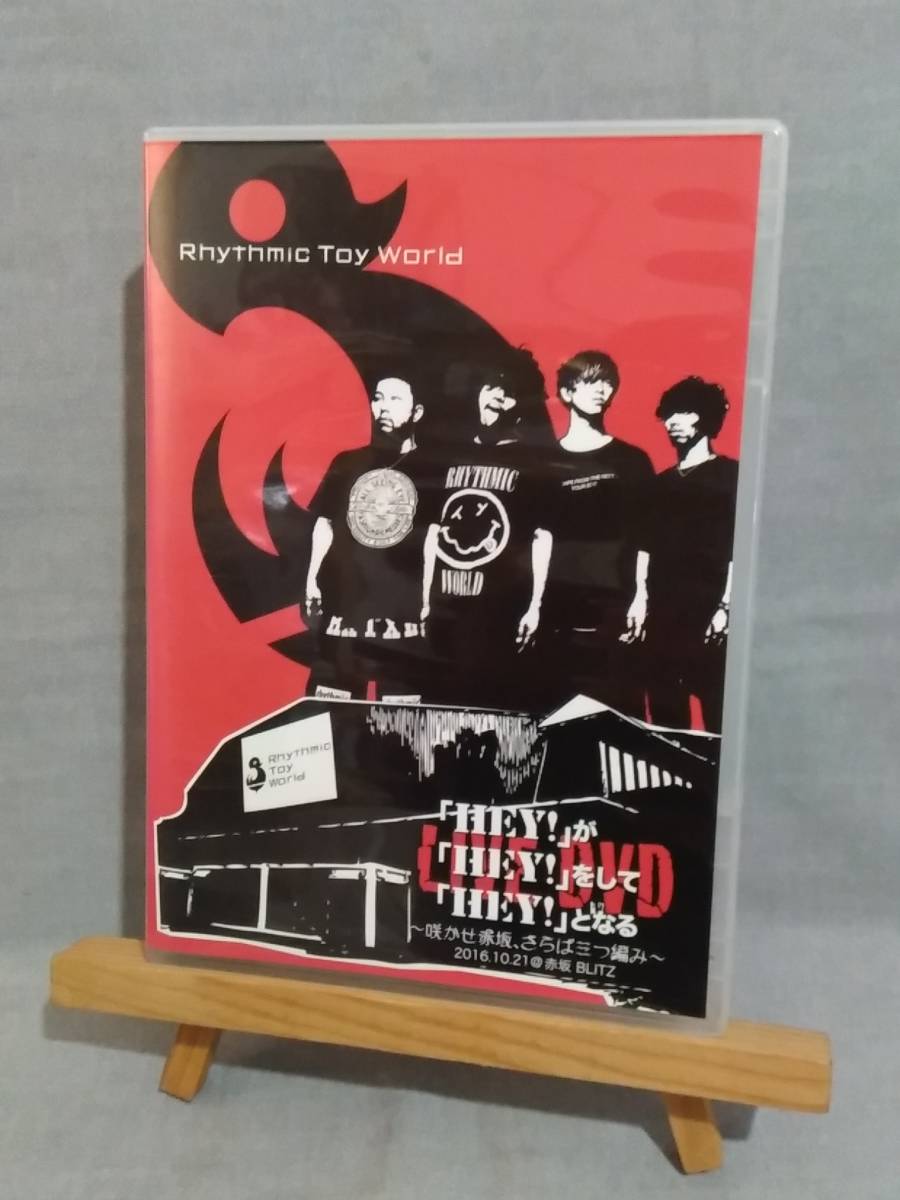 Rhythmic Toy World
RHYTHMIC
WORLD
Rhythmic
Toy
World
LIVE DVD
「HEY!」が
「HEY!」をして
「HEY!」となる
～咲かせ赤坂、さらば三つ編み～
2016.10.21@赤坂 BLITZ